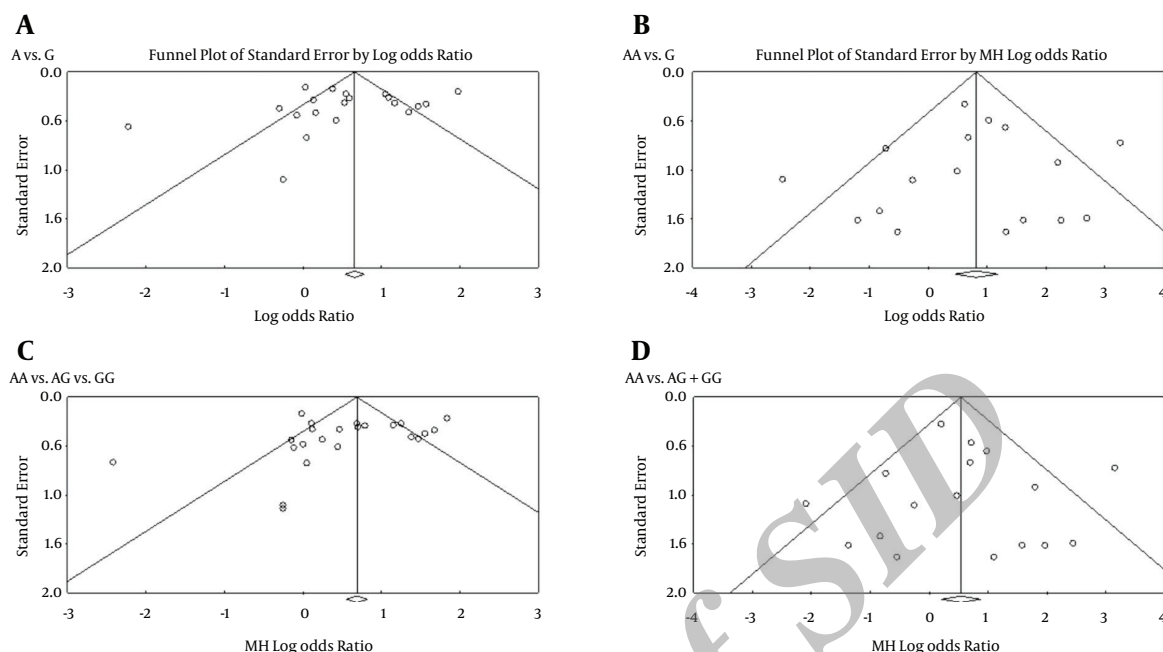 A
A vs. G
Funnel Plot of Standard Error by Log odds Ratio
Standard Error
0.0
0.6
1.0
1.6
2.0
-3
-2
-1
0
1
2
3
Log odds Ratio
B
AA vs. G
Funnel Plot of Standard Error by MH Log odds Ratio
Standard Error
0.0
0.6
1.0
1.6
2.0
-4
-3
-2
-1
0
1
2
3
4
Log odds Ratio
C
AA vs. AG vs. GG
Standard Error
0.0
0.6
1.0
1.6
2.0
-3
-2
-1
0
1
2
3
MH Log odds Ratio
D
AA vs. AG + GG
Standard Error
0.0
0.6
1.0
1.6
2.0
-4
-3
-2
-1
0
1
2
3
4
MH Log odds Ratio
f SID